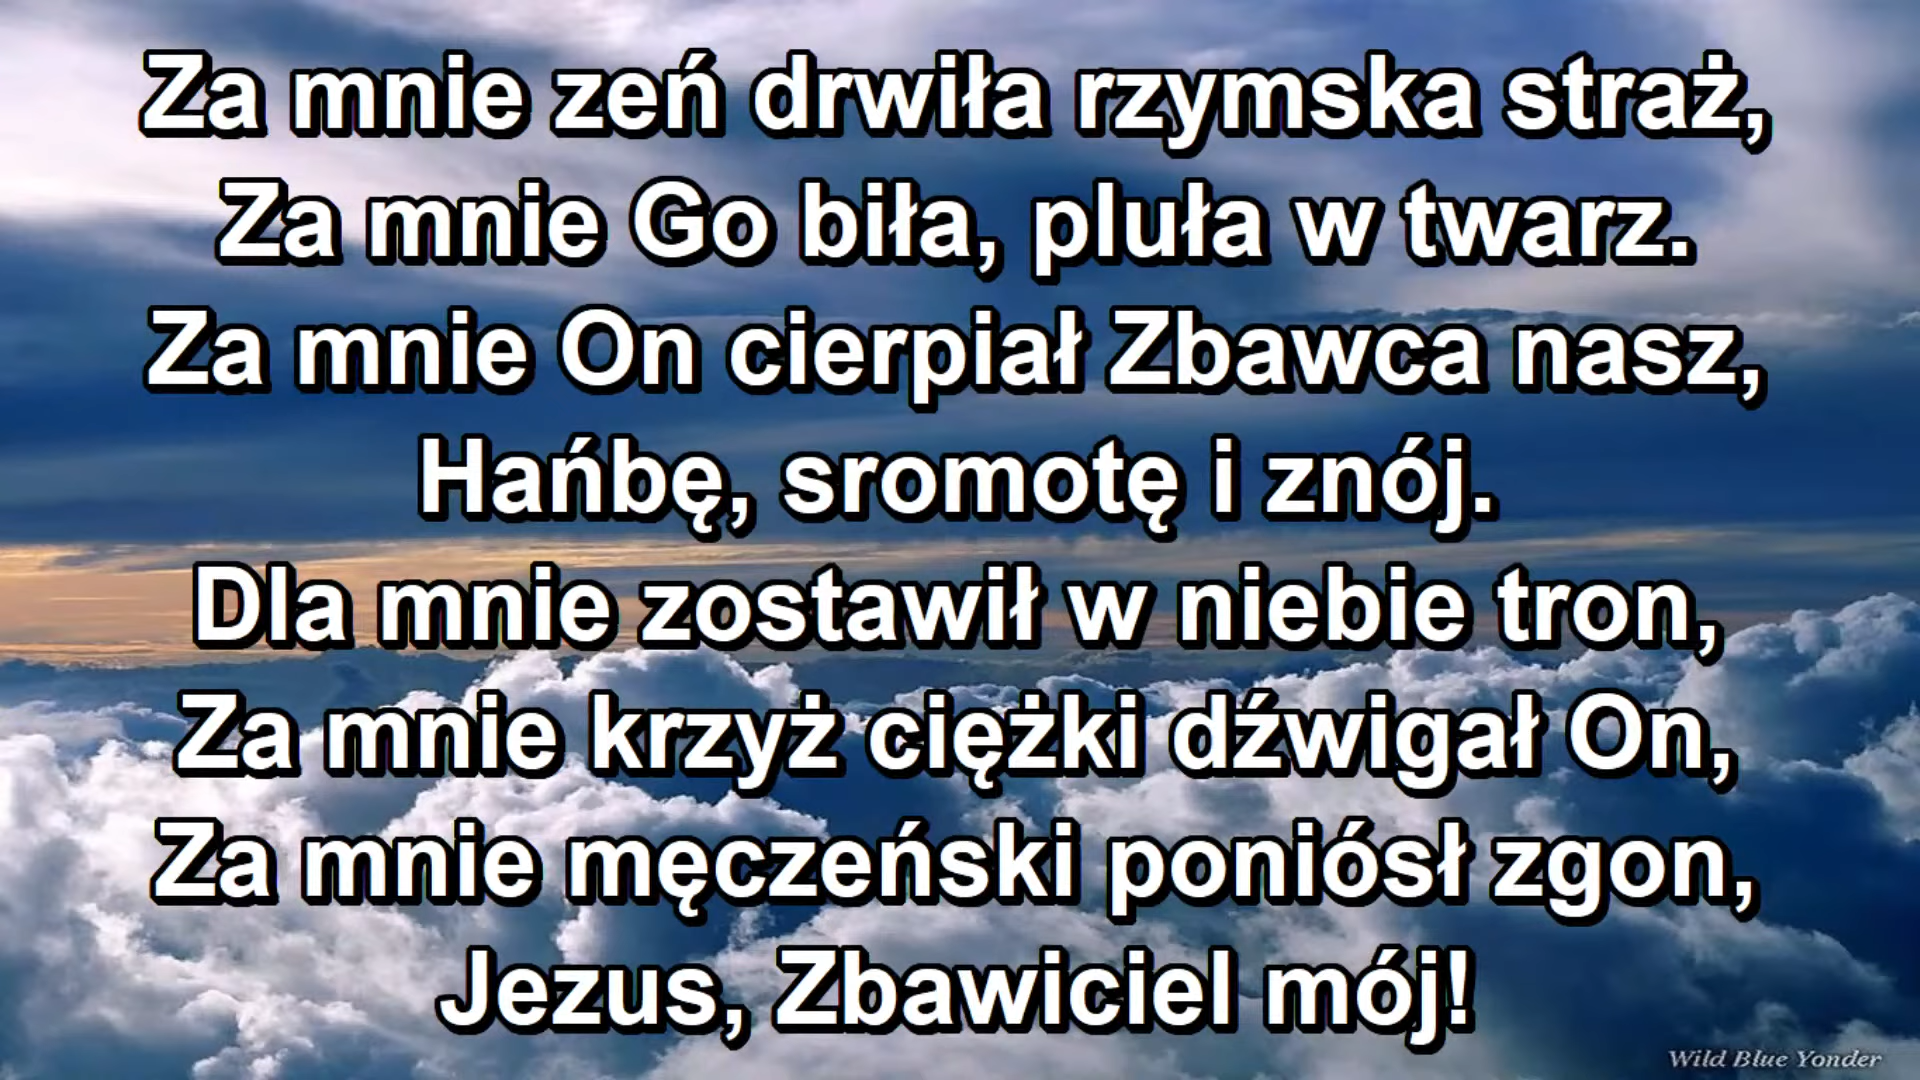 Za mnie zeń drwiła rzymska straż,
Za mnie Go biła, pluła w twarz.
Za mnie On cierpiał Zbawca nasz,
Hańbę, sromotę i znój.
Dla mnie zostawił w niebie tron,
Za mnie krzyż ciężki dźwigał On,
Za mnie męczeński poniósł zgon,
Jezus, Zbawiciel mój!
Wild Blue Yonder